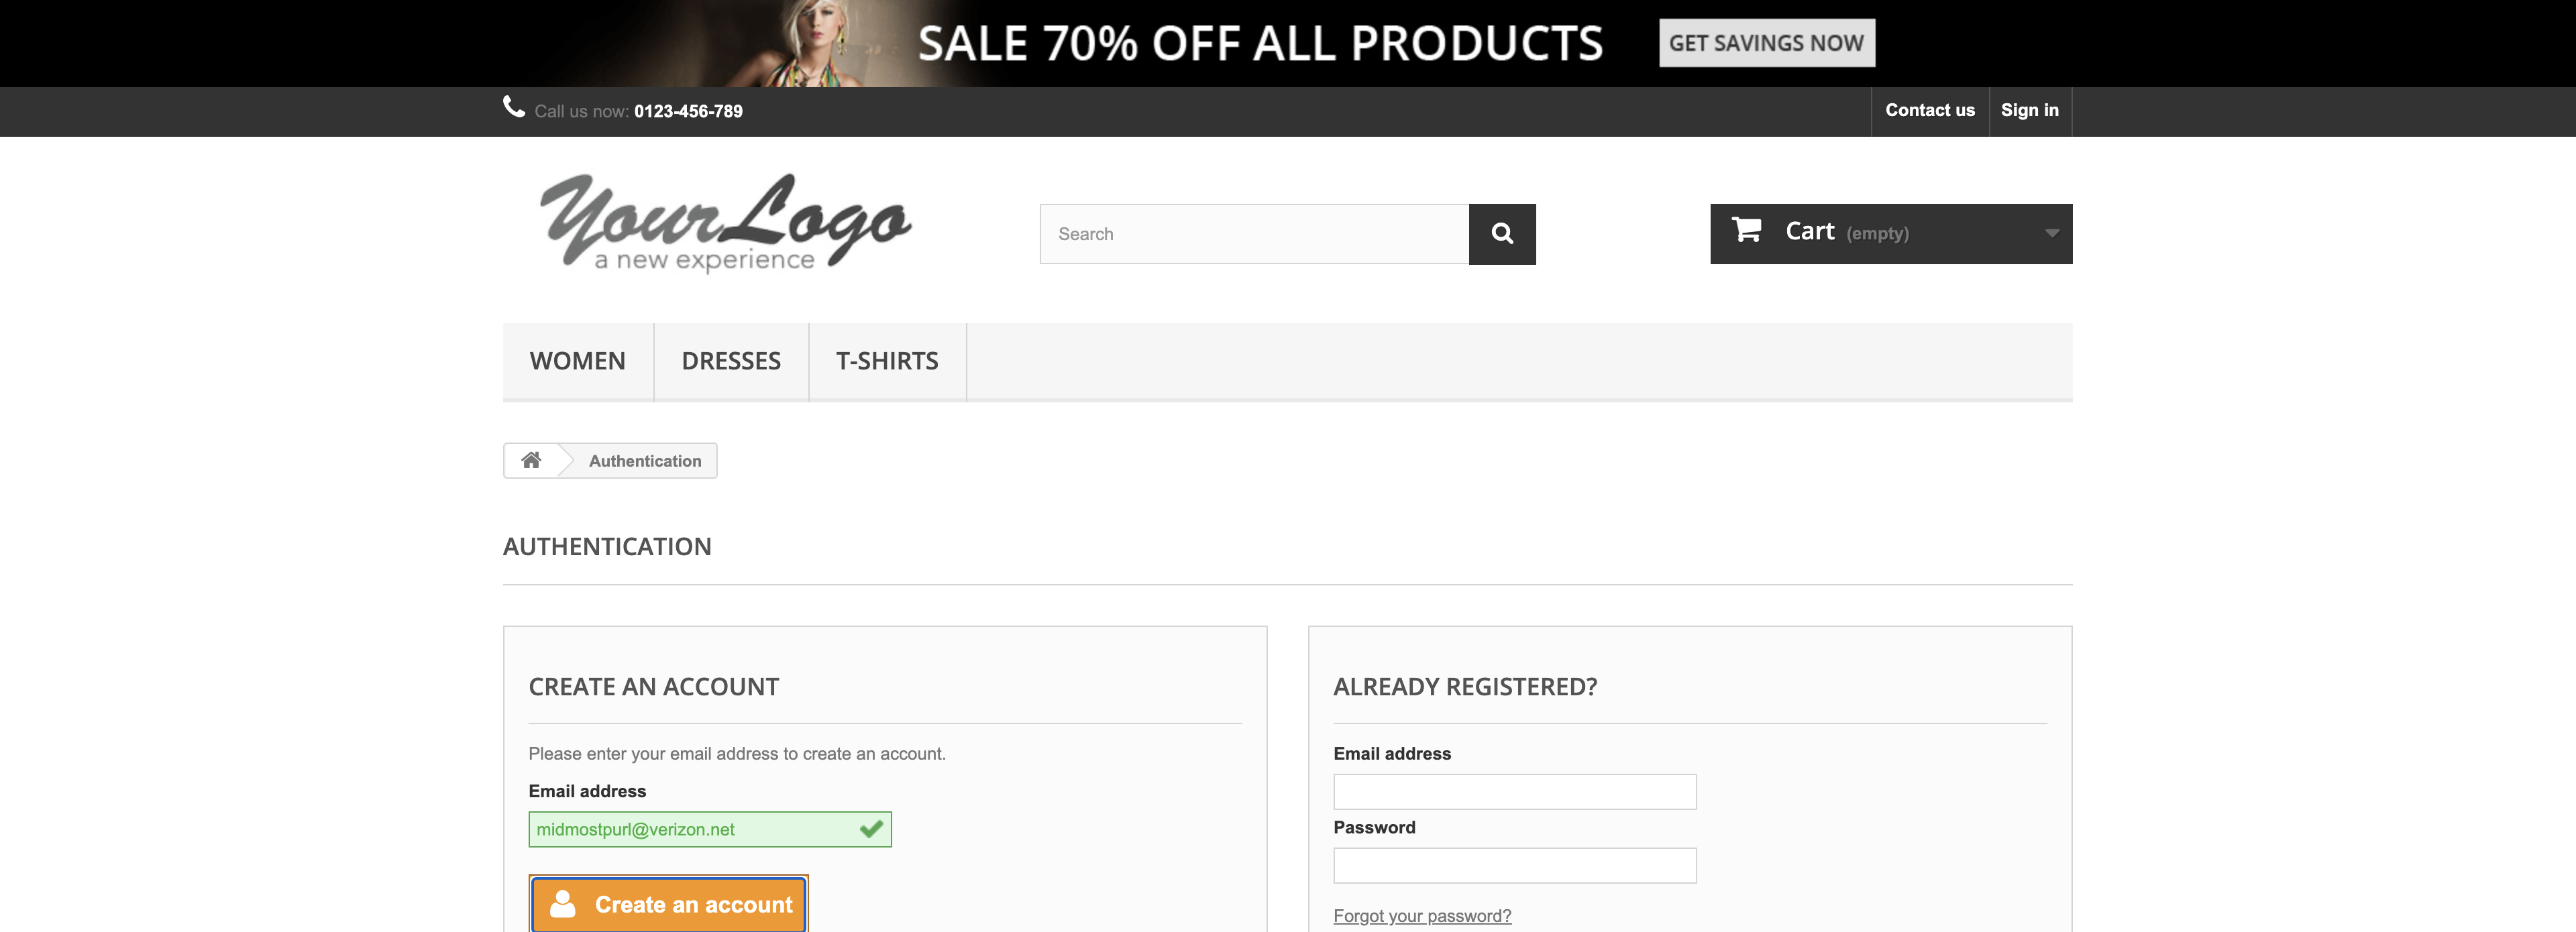 SALE 70% OFF ALL PRODUCTS GET SAVINGS NOW
Call us now: 0123-456-789 Contact us Sign in
Your Logo
a new experience
Search
Cart (empty)
WOMEN DRESSES T-SHIRTS
Authentication
AUTHENTICATION
CREATE AN ACCOUNT
Please enter your email address to create an account.
Email address
midmostpurl@verizon.net
Create an account
ALREADY REGISTERED?
Email address
Password
Forgot your password?